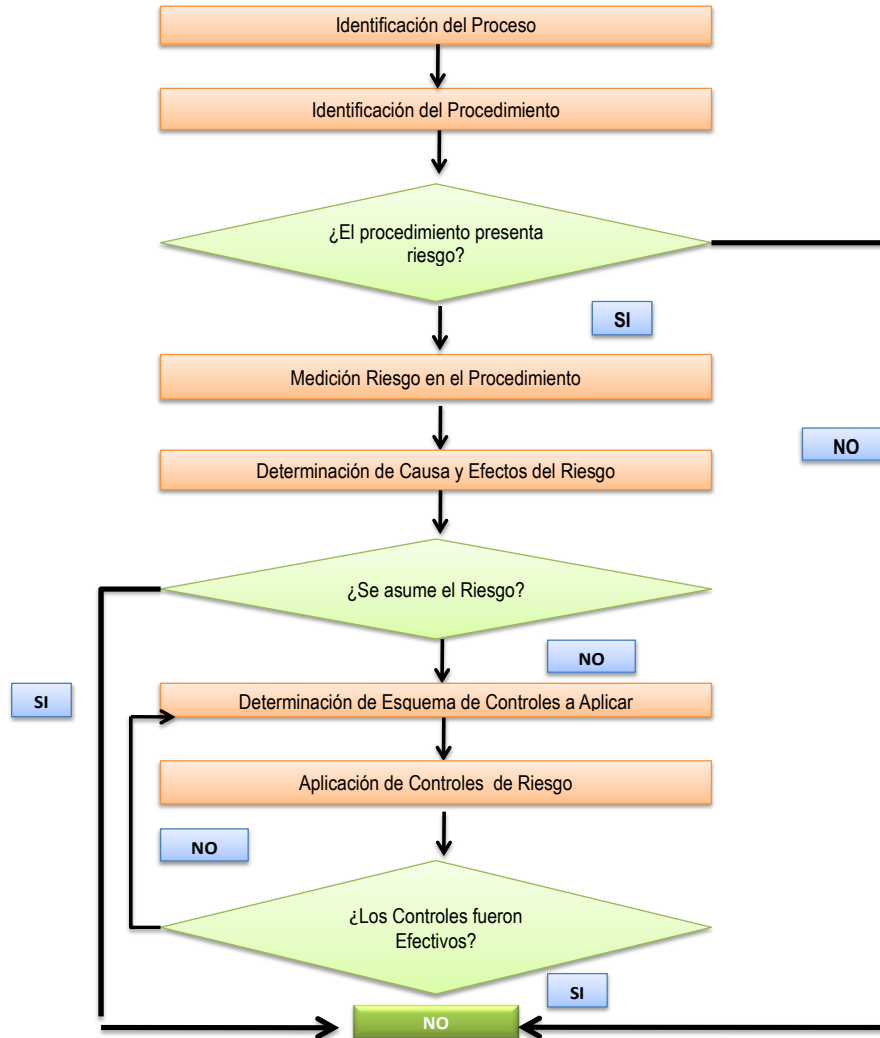 Identificación del Proceso
Identificación del Procedimiento
¿El procedimiento presenta
riesgo?
SI
Medición Riesgo en el Procedimiento
NO
Determinación de Causa y Efectos del Riesgo
¿Se asume el Riesgo?
NO
SI
Determinación de Esquema de Controles a Aplicar
Aplicación de Controles de Riesgo
NO
¿Los Controles fueron
Efectivos?
SI
NO